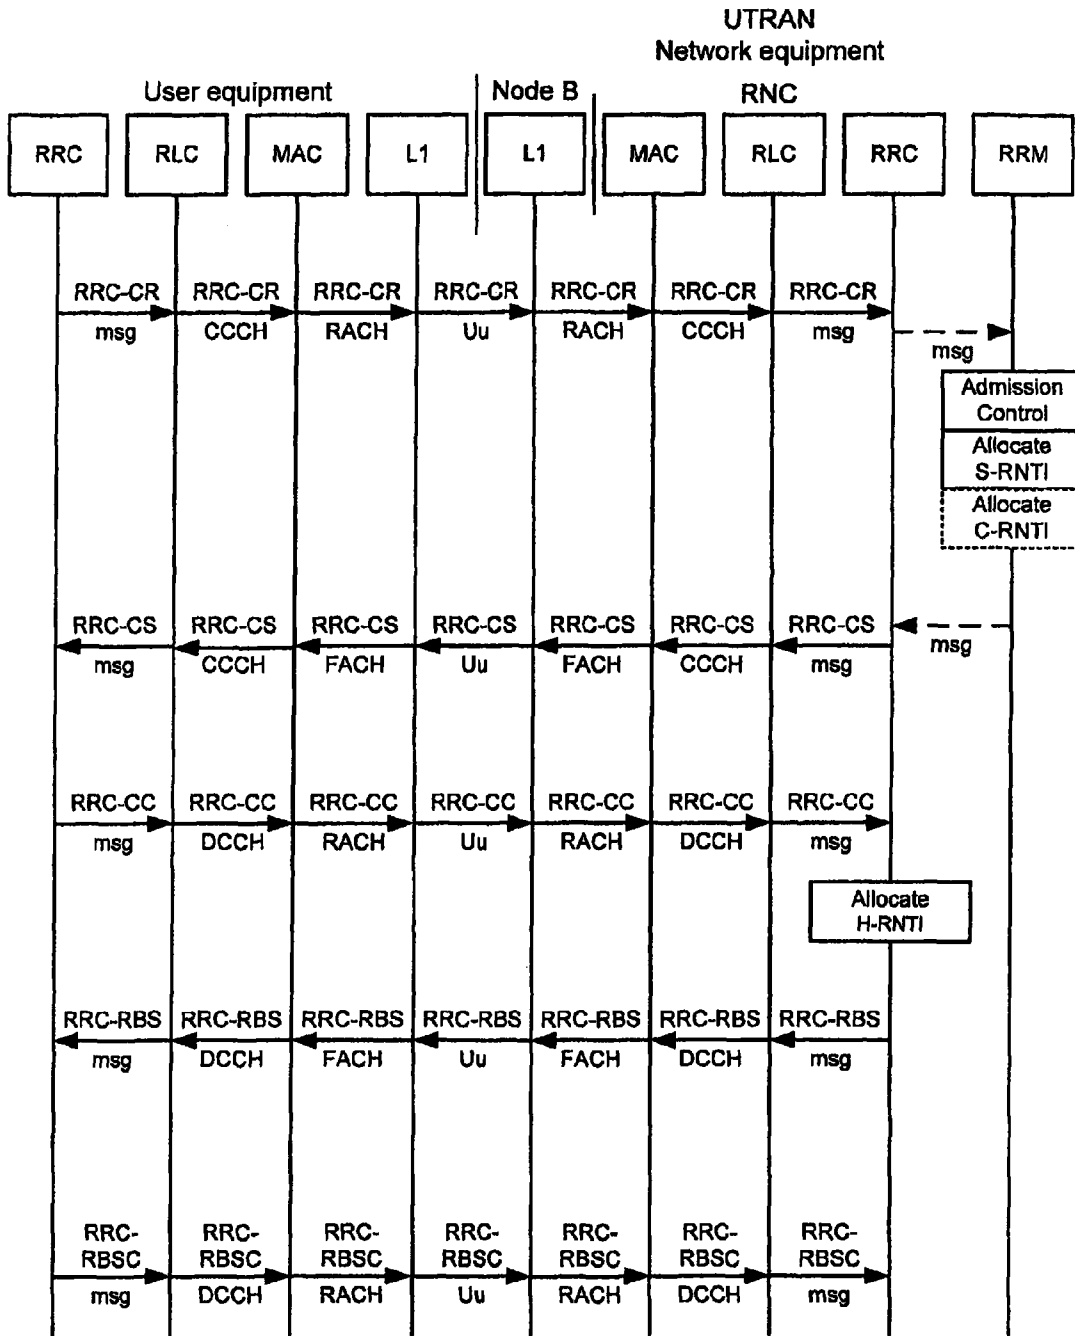 UTRAN
Network equipment
User equipment Node B RNC
RRC RLC MAC L1 L1 MAC RLC RRC RRM
RRC-CR RRC-CR RRC-CR RRC-CR RRC-CR RRC-CR RRC-CR
msg CCCH RACH Uu RACH CCCH msg
msg
Admission
Control
Allocate
S-RNTI
Allocate
C-RNTI
RRC-CS RRC-CS RRC-CS RRC-CS RRC-CS RRC-CS RRC-CS
msg CCCH FACH Uu FACH CCCH msg msg
RRC-CC RRC-CC RRC-CC RRC-CC RRC-CC RRC-CC RRC-CC
msg DCCH RACH Uu RACH DCCH msg
Allocate
H-RNTI
RRC-RBS RRC-RBS RRC-RBS RRC-RBS RRC-RBS RRC-RBS RRC-RBS
msg DCCH FACH Uu FACH DCCH msg
RRC- RRC- RRC- RRC- RRC- RRC- RRC-
RBSC RBSC RBSC RBSC RBSC RBSC RBSC
msg DCCH RACH Uu RACH DCCH msg